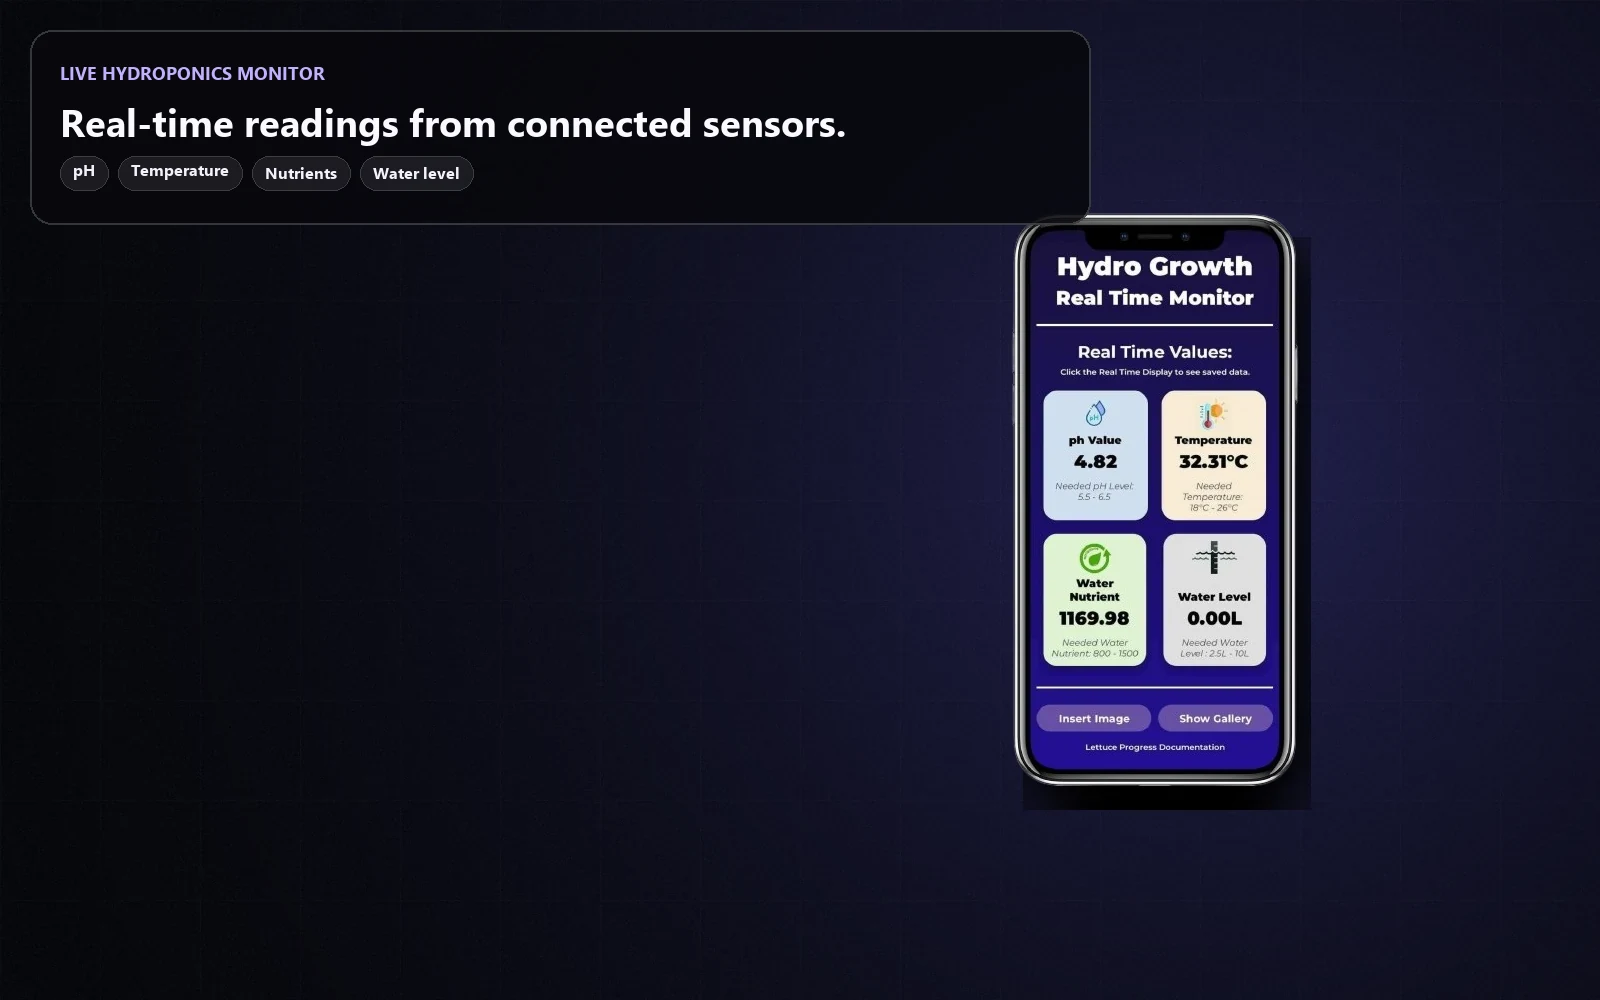 LIVE HYDROPONICS MONITOR
Real-time readings from connected sensors.
pH Temperature Nutrients Water level
Hydro Growth
Real Time Monitor
Real Time Values:
Click the Real Time Display to see saved data.
pH
ph Value
4.82
Needed pH Level:
5.5 - 6.5
Temperature
32.31°C
Needed
Temperature:
18°C - 26°C
Water
Nutrient
1169.98
Needed Water
Nutrient: 800 - 1500
Water Level
0.00L
Needed Water
Level : 2.5L - 10L
Insert Image Show Gallery
Lettuce Progress Documentation